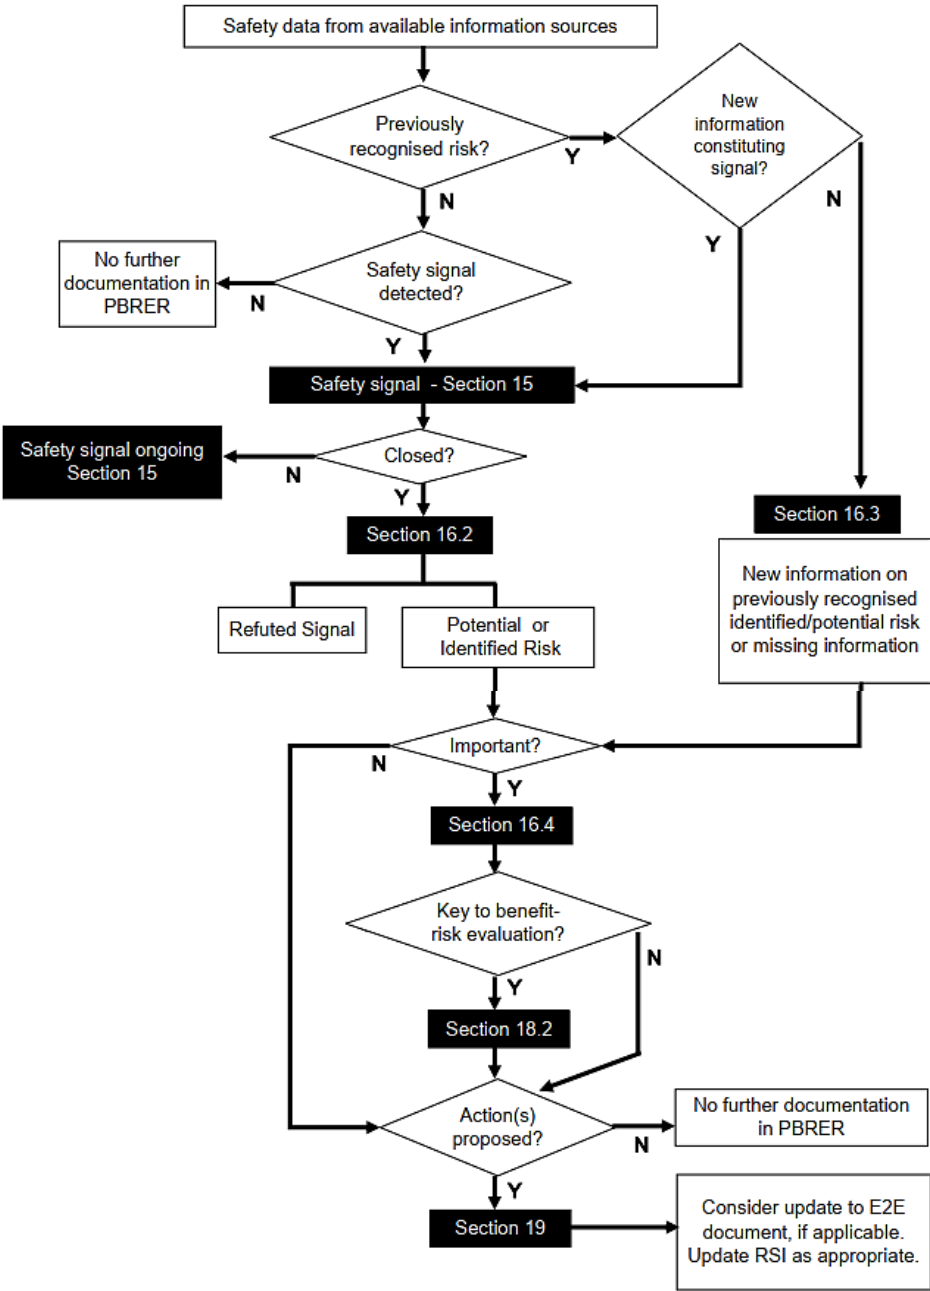 Safety data from available information sources
Previously
recognised risk?
Y
New
information
constituting
signal?
N
N
Y
Safety signal
detected?
No further
documentation in
PBRER
N
Y
Safety signal - Section 15
Closed?
Safety signal ongoing
Section 15
N
Y
Section 16.2
Section 16.3
Refuted Signal
Potential or
Identified Risk
New information on
previously recognised
identified/potential risk
or missing information
Important?
N
Y
Section 16.4
Key to benefit-
risk evaluation?
N
Y
Section 18.2
Action(s)
proposed?
N
No further documentation
in PBRER
Y
Section 19
Consider update to E2E
document, if applicable.
Update RSI as appropriate.